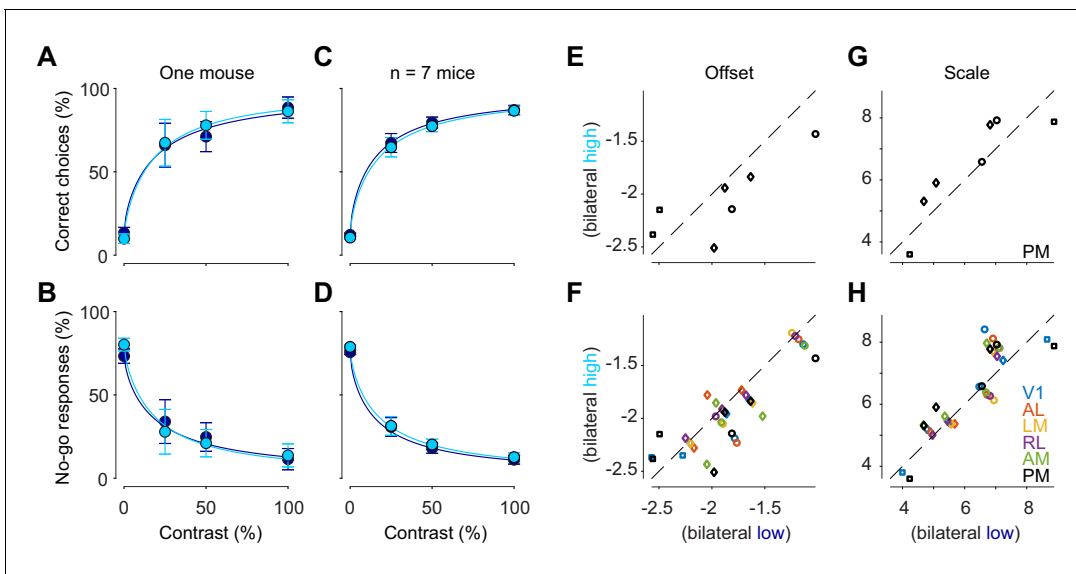 A
One mouse
Correct choices (%)
100
50
0
C
n = 7 mice
E
Offset
(bilateral high)
-1.5
-2
-2.5
G
Scale
8
6
4
PM
B
No-go responses (%)
100
50
0
0
50
100
Contrast (%)
D
0
50
100
Contrast (%)
F
(bilateral high)
-1.5
-2
-2.5
-2.5
-2
-1.5
(bilateral low)
H
8
6
4
V1
AL
LM
RL
AM
PM
4
6
8
(bilateral low)